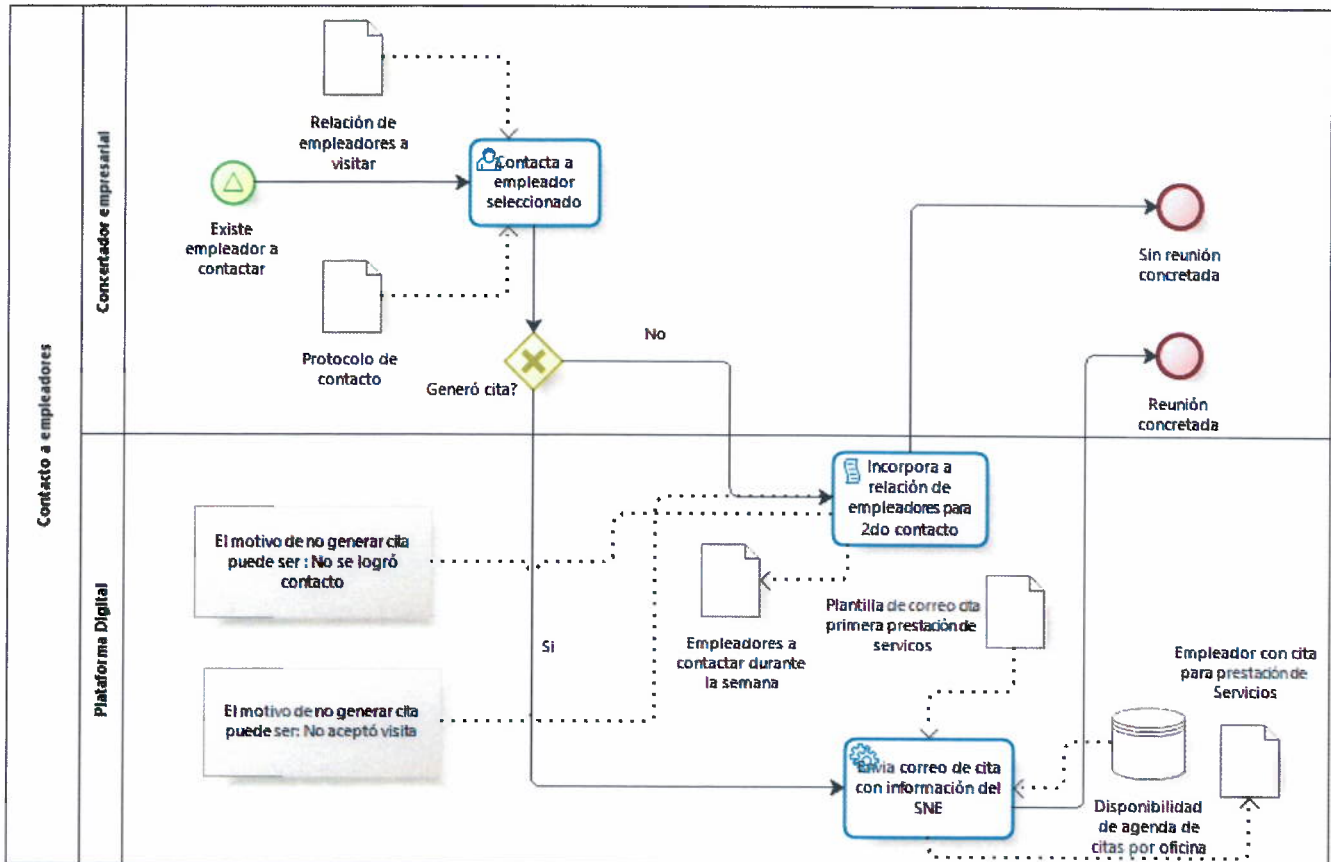 Contacto a empleadores
Concertador empresarial
Relación de
empleadores a
visitar
Contacta a
empleador
seleccionado
Existe
empleador a
contactar
Protocolo de
contacto
Generó cita?
No
Sin reunión
concretada
Reunión
concretada
Plataforma Digital
Incorpora a
relación de
empleadores para
2do contacto
El motivo de no generar cita
puede ser : No se logró
contacto
Empleadores a
contactar durante
la semana
Plantilla de correo cita
primera prestación de
servicos
Si
El motivo de no generar cita
puede ser: No aceptó visita
Empleador con cita
para prestación de
Servicios
Envia correo de cita
con información del
SNE
Disponibilidad
de agenda de
citas por oficina